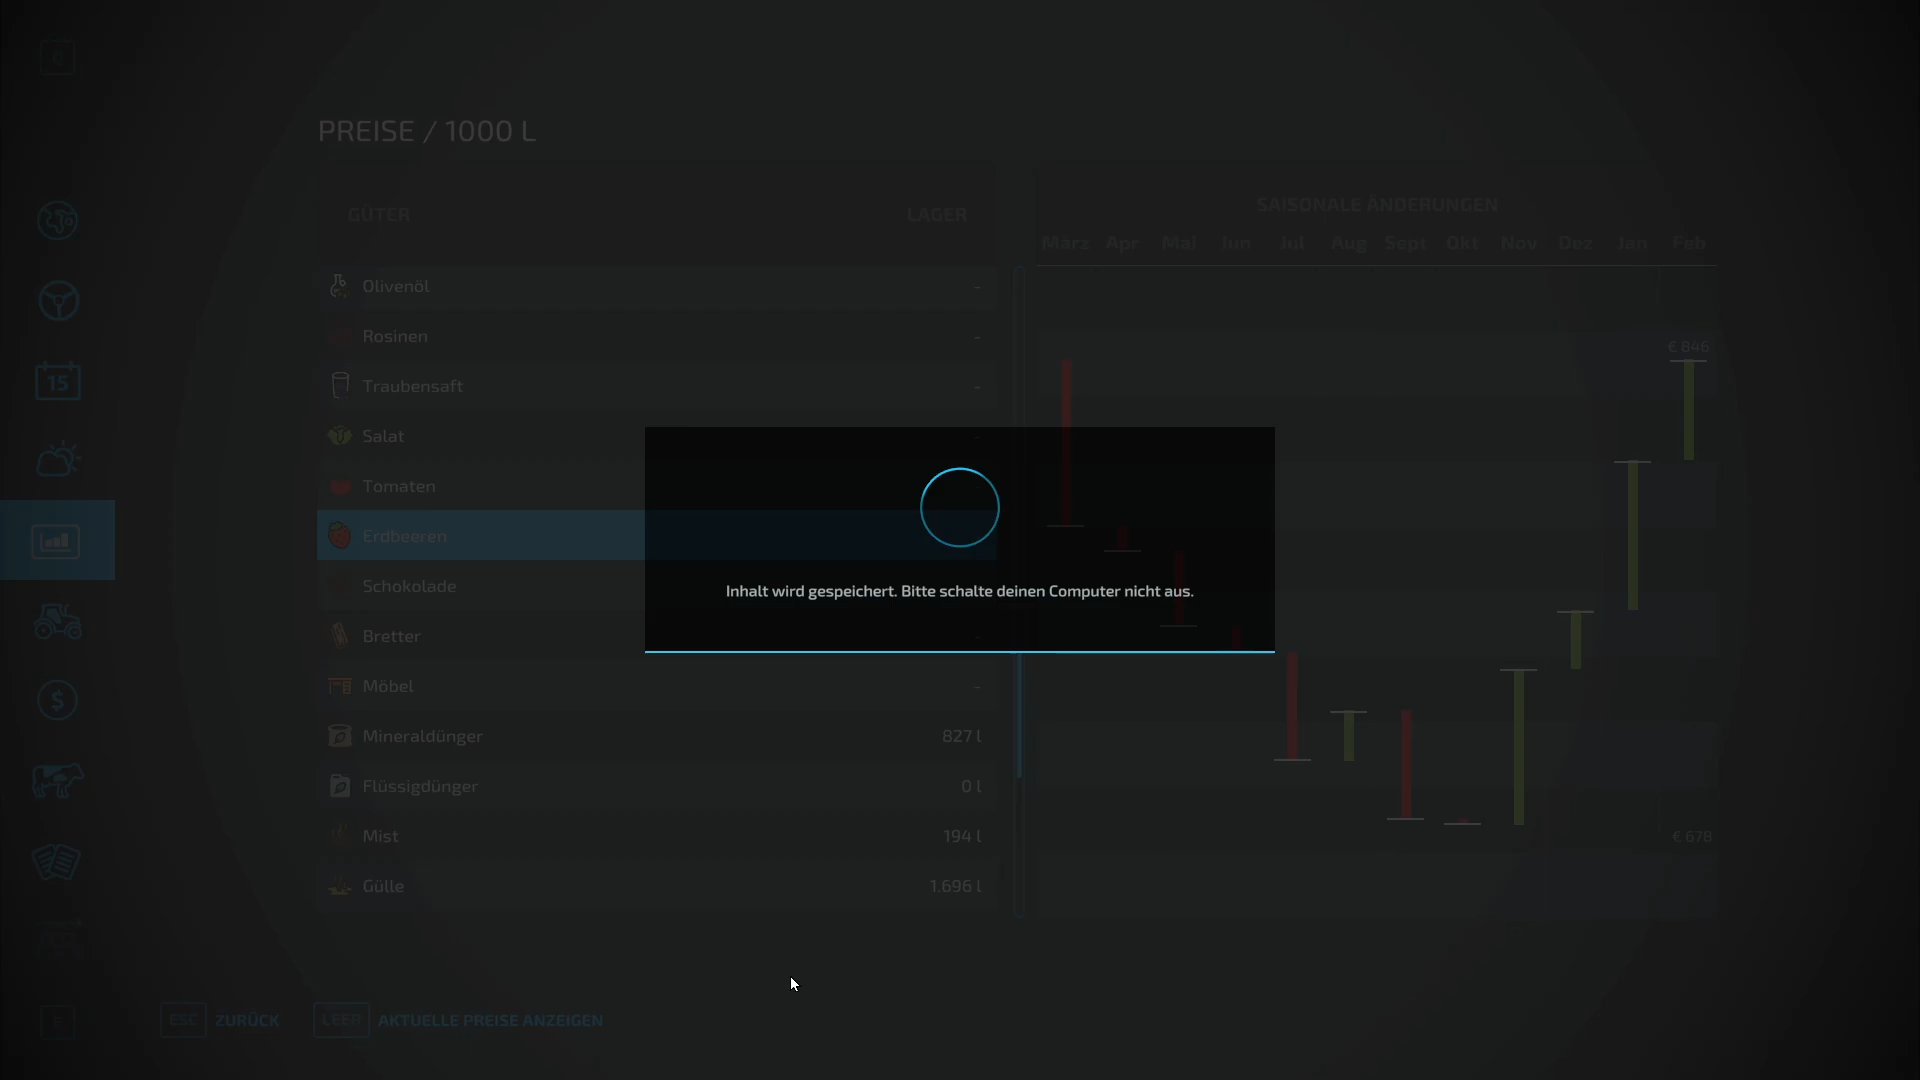 PREISE / 1000 L
GÜTER LAGER
SAISONALE ÄNDERUNGEN
März Apr Mai Jun Jul Aug Sept Okt Nov Dez Jan Feb
15
Olivenöl -
Rosinen -
Traubensaft -
Salat -
Tomaten
Erdbeeren
Schokolade
Bretter -
Möbel -
Mineraldünger 827 l
Flüssigdünger 0 l
Mist 194 l
Gülle 1.696 l
€ 846
€ 678
Inhalt wird gespeichert. Bitte schalte deinen Computer nicht aus.
$
E
ESC ZURÜCK
LEER AKTUELLE PREISE ANZEIGEN